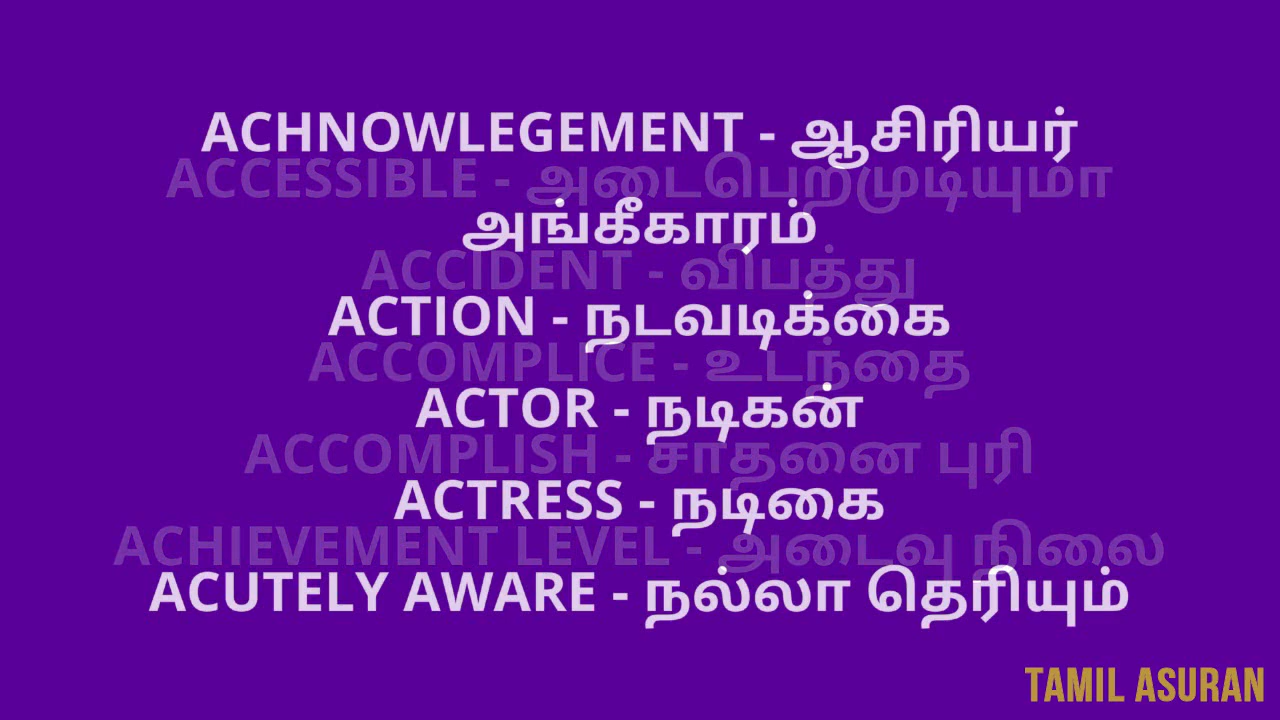 ACHNOWLEGEMENT - ஆசிரியர்
ACCESSIBLE - அடைபெறமுடியுமா
அங்கீகாரம்
ACCIDENT - விபத்து
ACTION - நடவடிக்கை
ACCOMPLICE - உடந்தை
ACTOR - நடிகன்
ACCOMPLISH - சாதனை புரி
ACTRESS - நடிகை
ACHIEVEMENT LEVEL - அடைவு நிலை
ACUTELY AWARE - நல்லா தெரியும்
TAMIL ASURAN